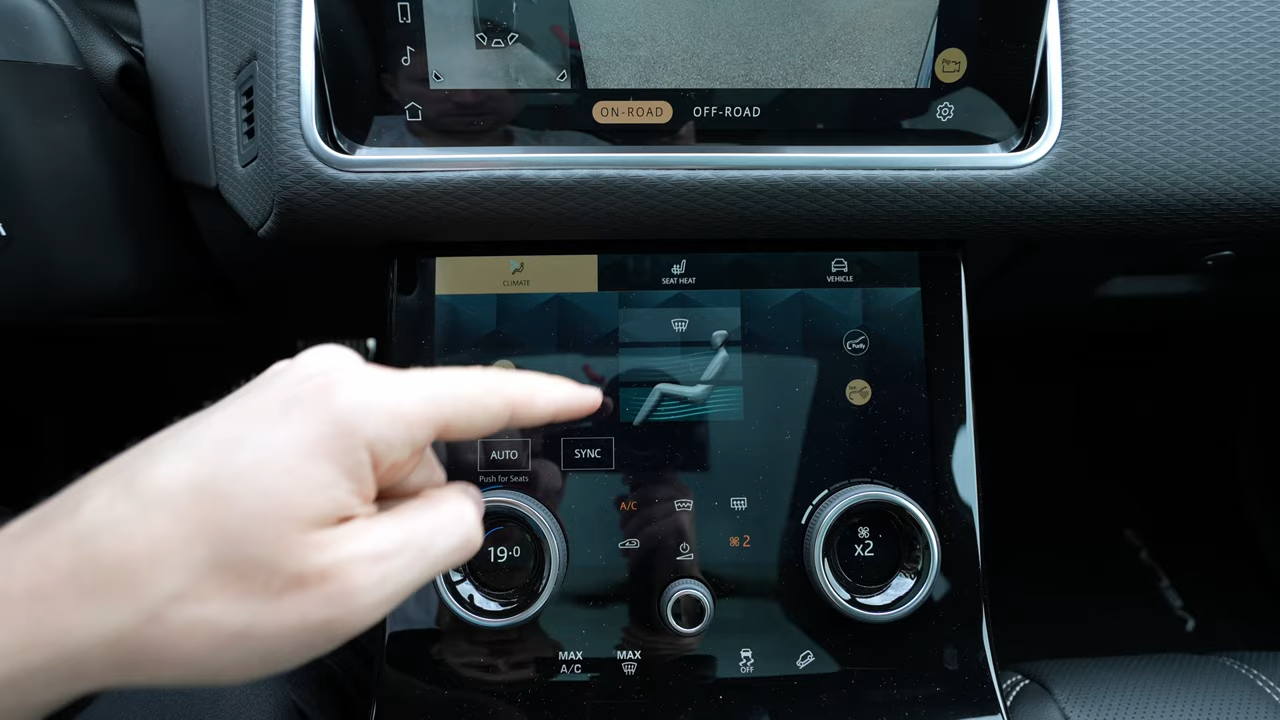 ON-ROAD OFF-ROAD
CLIMATE
SEAT HEAT
VEHICLE
Purify
AUTO
SYNC
Push for Seats
A/C
2
19.0
x2
MAX
A/C
MAX
OFF